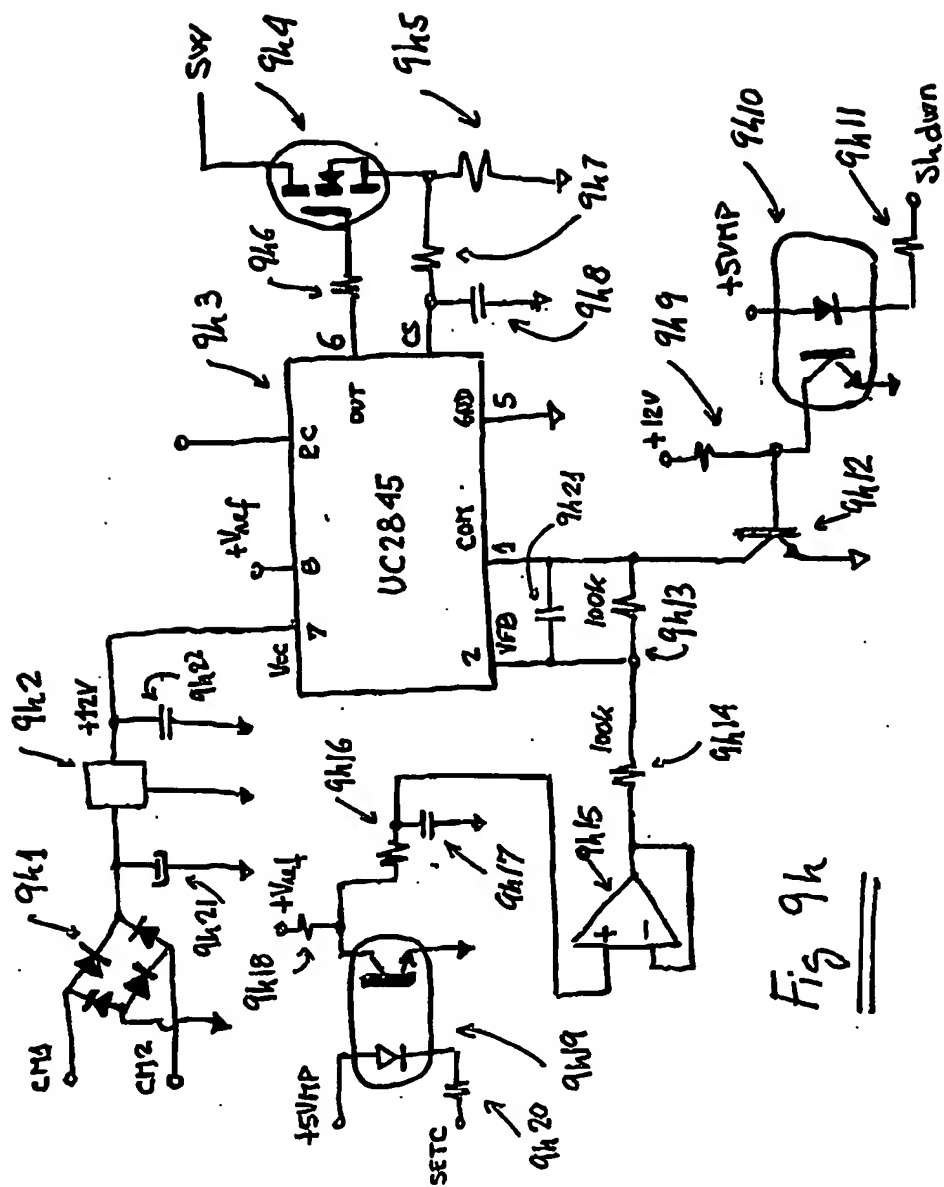 SW
9h4
9h5
9h6
9h7
9h3
9h8
6
CS
OUT
RC
+Vref
8
UC2845
GND
5
COM
1
9h21
Vcc
7
VFB
2
+12V
9h22
9h2
9h1
9h21
CM1
CM2
+5VMP
9h10
9h11
Shdwn
9h9
+12V
9h12
100k
9h13
100k
9h14
9h15
9h16
9h17
+Vref
9h18
9h19
+5VMP
SETC
9h20
Fig 9h